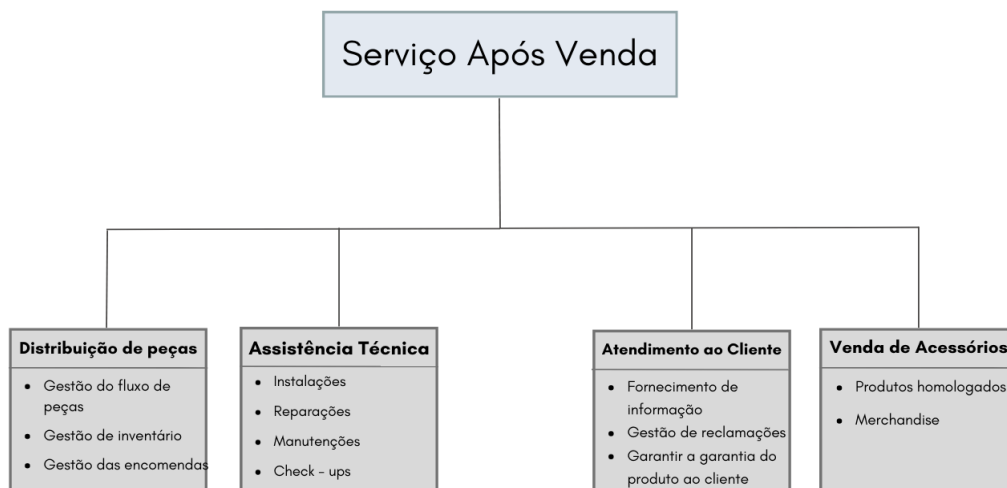 Serviço Após Venda
Distribuição de peças
Gestão do fluxo de
peças
Gestão de inventário
Gestão das encomendas
Assistência Técnica
Instalações
Reparações
Manutenções
Check - ups
Atendimento ao Cliente
Fornecimento de
informação
Gestão de reclamações
Garantir a garantia do
produto ao cliente
Venda de Acessórios
Produtos homologados
Merchandise